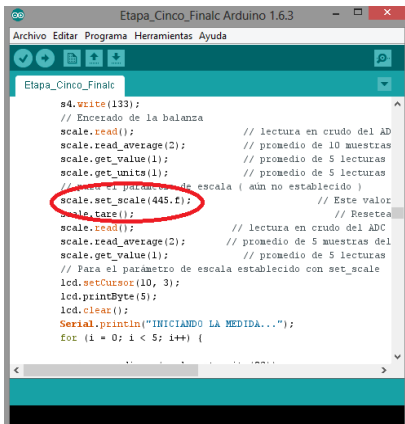 Etapa_Cinco_Finalc Arduino 1.6.3
Archivo Editar Programa Herramientas Ayuda
Etapa_Cinco_Finalc
s4.write(133);
// Encerado de la balanza
scale.read(); // lectura en crudo del AD
scale.read_average(2); // promedio de 10 muestras
scale.get_value(1); // promedio de 5 lecturas
scale.get_units(1); // promedio de 5 lecturas
// para el parámetro de escala ( aún no establecido )
scale.set_scale(445.f); // Este valor
scale.tare(); // Resetea
scale.read(); // lectura en crudo del ADC
scale.read_average(2); // promedio de 5 muestras del
scale.get_value(1); // promedio de 5 lecturas
// Para el parámetro de escala establecido con set_scale
lcd.setCursor(10, 3);
lcd.printByte(5);
lcd.clear();
Serial.println("INICIANDO LA MEDIDA...");
for (i = 0; i < 5; i++) {